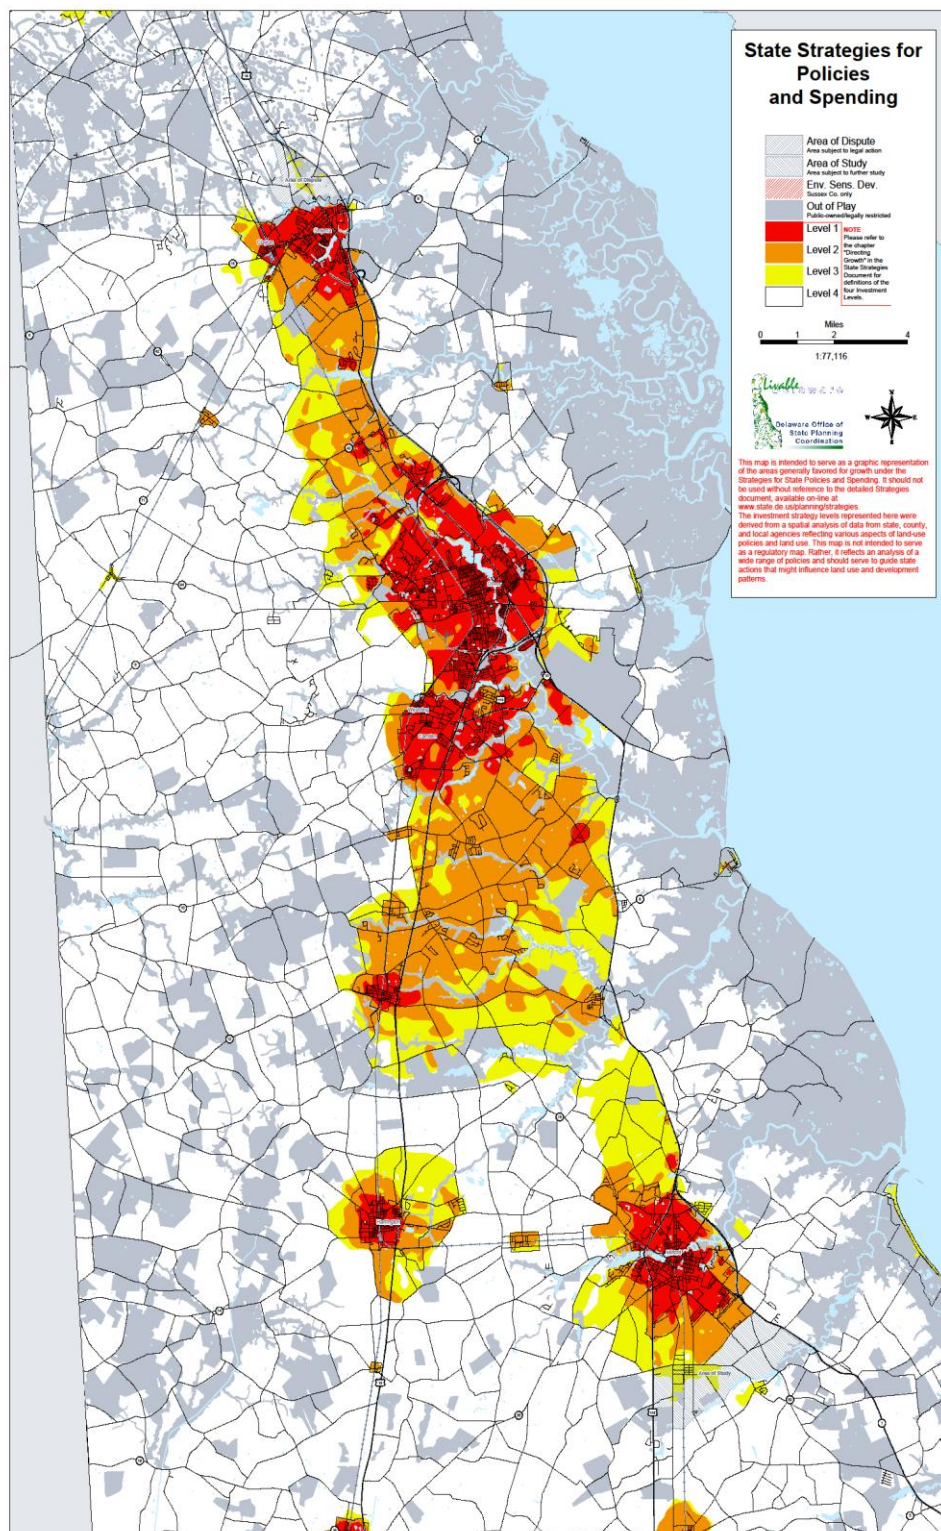 State Strategies for
Policies
and Spending
Area of Dispute
Area subject to legal action
Area of Study
Area subject to further study
Env. Sens. Dev.
Sussex Co. only
Out of Play
Public-owned/legally restricted
Level 1
Level 2
Level 3
Level 4
NOTE
Please refer to
the chapter
"Directing
Growth" in the
State Strategies
Document for
definitions of the
four Investment
Levels.
Miles
0 1 2 4
1:77,116
Livable
Delaware Office of
State Planning
Coordination
N
W E
S
This map is intended to serve as a graphic representation
of the areas generally favored for growth under the
Strategies for State Policies and Spending. It should not
be used without reference to the detailed Strategies
document, available on-line at
www.state.de.us/planning/strategies.
The investment strategy levels represented here were
derived from a spatial analysis of data from state, county,
and local agencies reflecting various aspects of land-use
policies and land use. This map is not intended to serve
as a regulatory map. Rather, it reflects an analysis of a
wide range of policies and should serve to guide state
actions that might influence land use and development
patterns.
Area of Dispute
Smyrna
Wyoming
Camden
Harrington
Milford
Area of Study